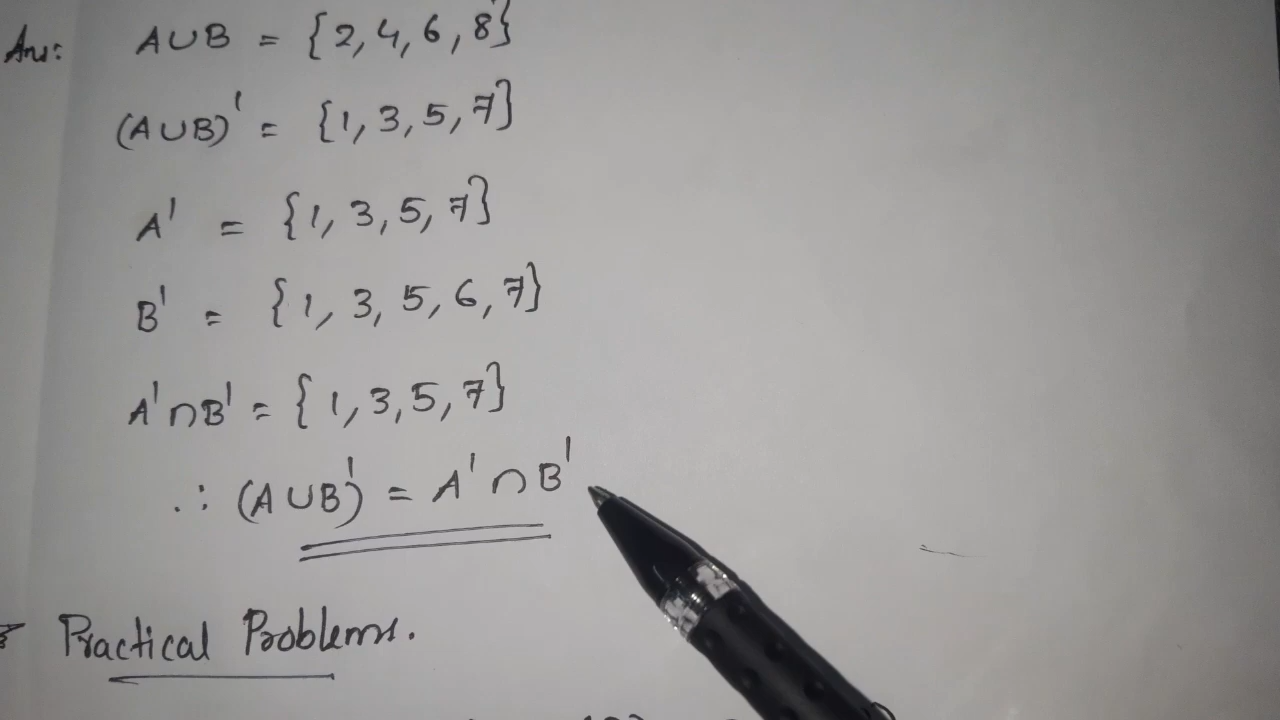 Ans: A∪B = {2, 4, 6, 8}
(A∪B)' = {1, 3, 5, 7}
A' = {1, 3, 5, 7}
B' = {1, 3, 5, 6, 7}
A'∩B' = {1, 3, 5, 7}
∴ (A∪B)' = A'∩B'
Practical Problems.